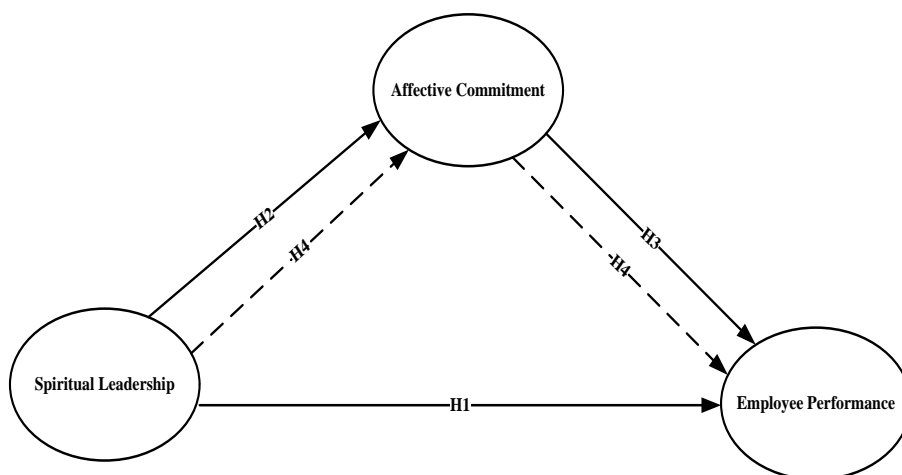 Affective Commitment
H2
H4
H3
H4
Spiritual Leadership
H1
Employee Performance